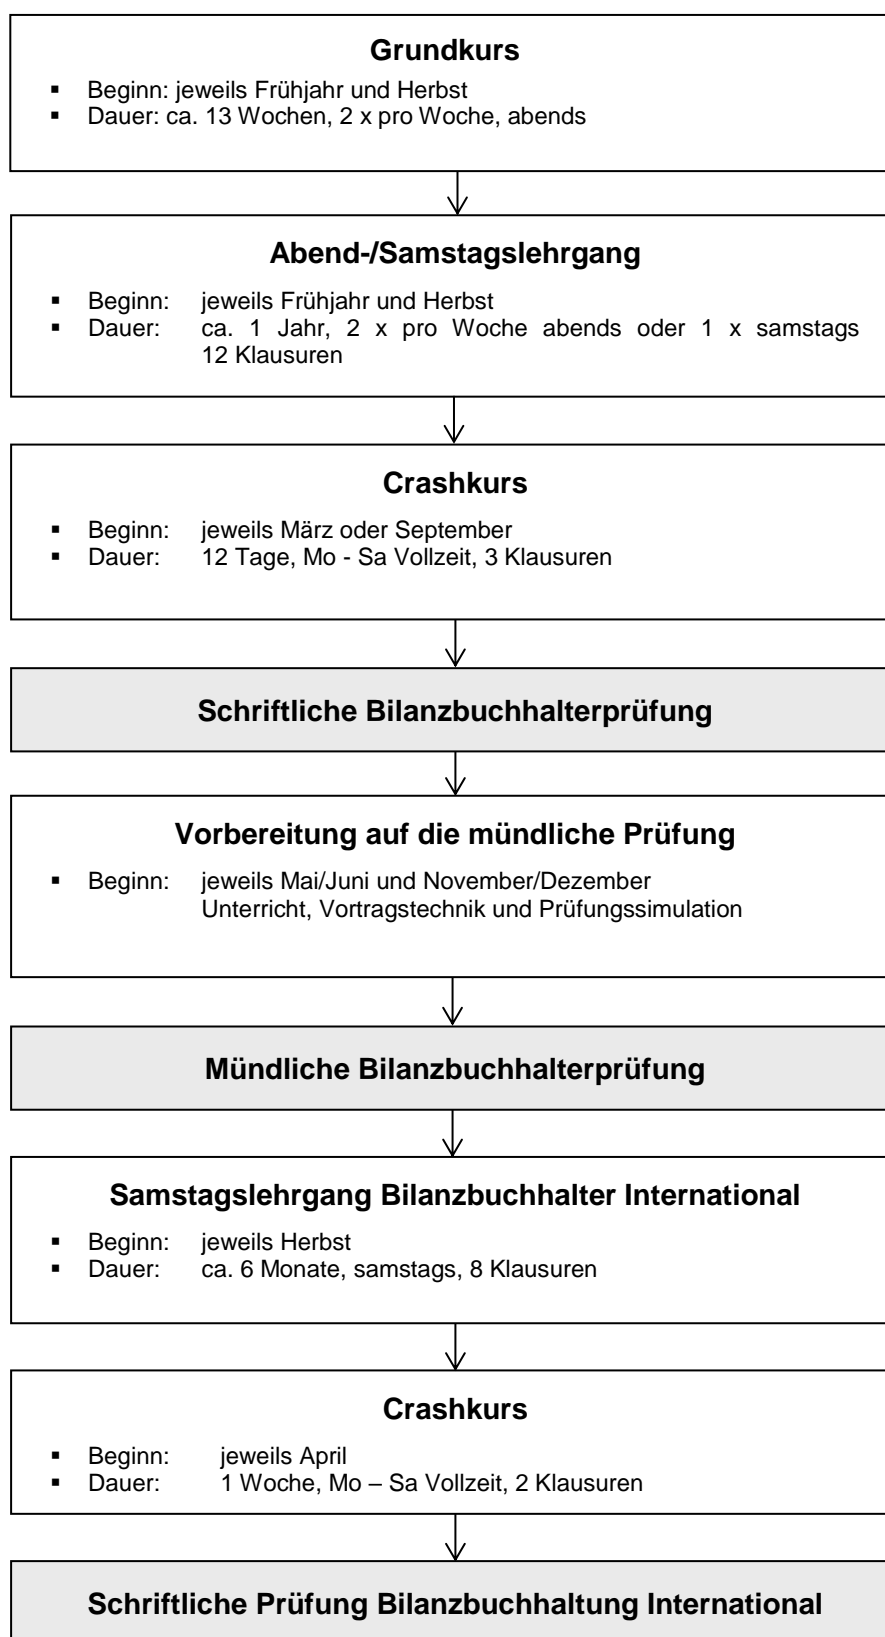 Grundkurs
▪ Beginn: jeweils Frühjahr und Herbst
▪ Dauer: ca. 13 Wochen, 2 x pro Woche, abends
Abend-/Samstagslehrgang
▪ Beginn: jeweils Frühjahr und Herbst
▪ Dauer: ca. 1 Jahr, 2 x pro Woche abends oder 1 x samstags
12 Klausuren
Crashkurs
▪ Beginn: jeweils März oder September
▪ Dauer: 12 Tage, Mo - Sa Vollzeit, 3 Klausuren
Schriftliche Bilanzbuchhalterprüfung
Vorbereitung auf die mündliche Prüfung
▪ Beginn: jeweils Mai/Juni und November/Dezember
Unterricht, Vortragstechnik und Prüfungssimulation
Mündliche Bilanzbuchhalterprüfung
Samstagslehrgang Bilanzbuchhalter International
▪ Beginn: jeweils Herbst
▪ Dauer: ca. 6 Monate, samstags, 8 Klausuren
Crashkurs
▪ Beginn: jeweils April
▪ Dauer: 1 Woche, Mo – Sa Vollzeit, 2 Klausuren
Schriftliche Prüfung Bilanzbuchhaltung International